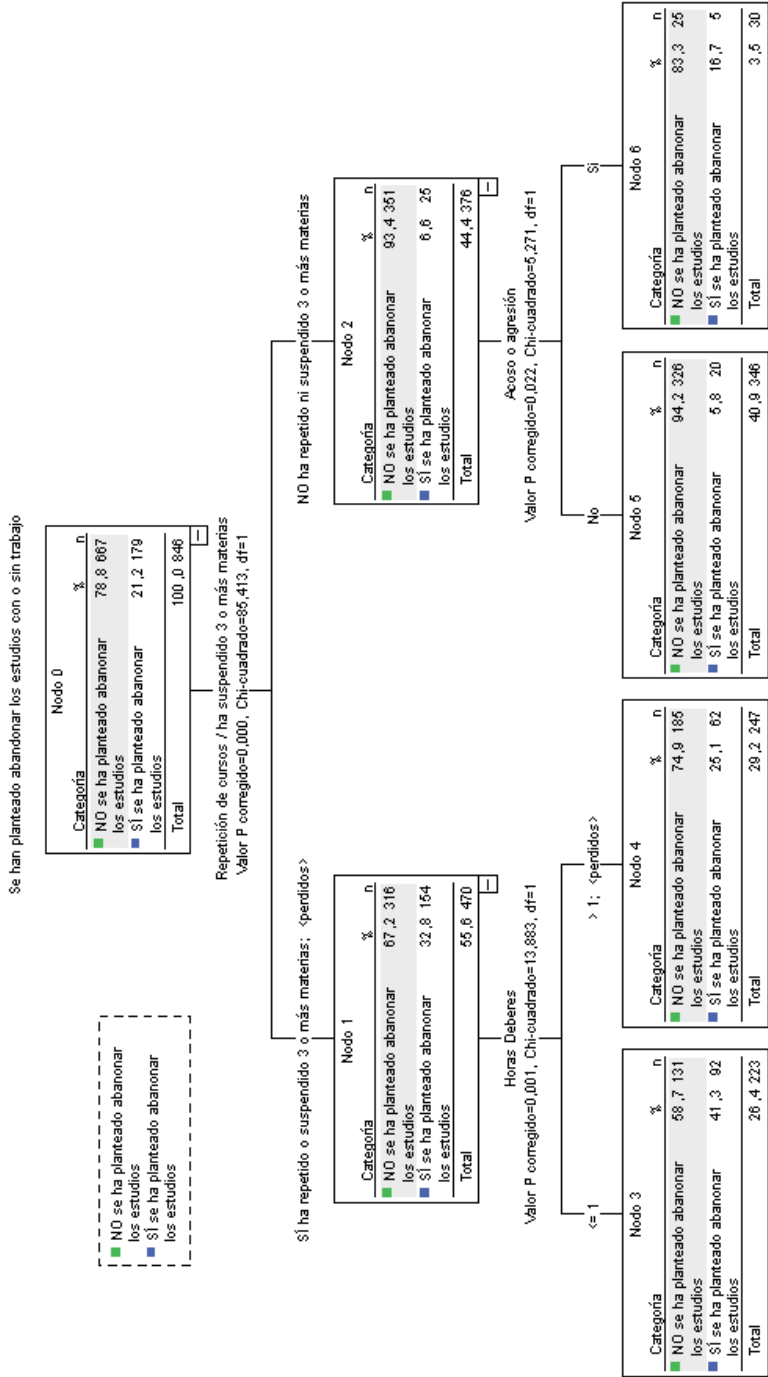 Se han planteado abandonar los estudios con o sin trabajo
NO se ha planteado abanonar
los estudios
SÍ se ha planteado abanonar
los estudios
Nodo 0
Categoría % n
NO se ha planteado abanonar 78,8 667
los estudios
SÍ se ha planteado abanonar 21,2 179
los estudios
Total 100,0 846
Repetición de cursos / ha suspendido 3 o más materias
Valor P corregido=0,000, Chi-cuadrado=85,413, df=1
SÍ ha repetido o suspendido 3 o más materias; <perdidos>
NO ha repetido ni suspendido 3 o más materias
Nodo 1
Categoría % n
NO se ha planteado abanonar 67,2 316
los estudios
SÍ se ha planteado abanonar 32,8 154
los estudios
Total 55,6 470
Nodo 2
Categoría % n
NO se ha planteado abanonar 93,4 351
los estudios
SÍ se ha planteado abanonar 6,6 25
los estudios
Total 44,4 376
Horas Deberes
Valor P corregido=0,001, Chi-cuadrado=13,883, df=1
Acoso o agresión
Valor P corregido=0,022, Chi-cuadrado=5,271, df=1
<= 1
> 1; <perdidos>
No
Sí
Nodo 3
Categoría % n
NO se ha planteado abanonar 58,7 131
los estudios
SÍ se ha planteado abanonar 41,3 92
los estudios
Total 26,4 223
Nodo 4
Categoría % n
NO se ha planteado abanonar 74,9 185
los estudios
SÍ se ha planteado abanonar 25,1 62
los estudios
Total 29,2 247
Nodo 5
Categoría % n
NO se ha planteado abanonar 94,2 326
los estudios
SÍ se ha planteado abanonar 5,8 20
los estudios
Total 40,9 346
Nodo 6
Categoría % n
NO se ha planteado abanonar 83,3 25
los estudios
SÍ se ha planteado abanonar 16,7 5
los estudios
Total 3,5 30